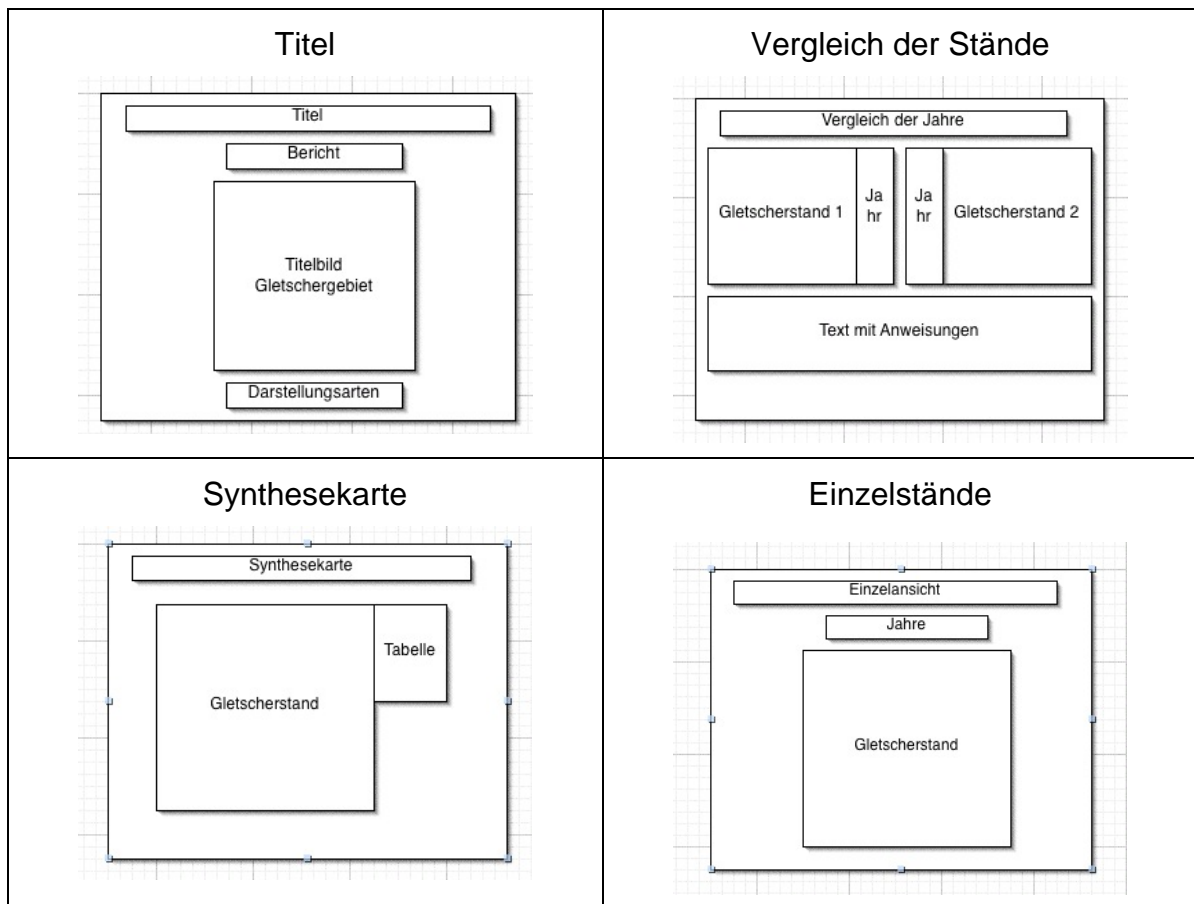 Titel
Titel
Bericht
Titelbild
Gletschergebiet
Darstellungsarten
Vergleich der Stände
Vergleich der Jahre
Gletscherstand 1
Ja
hr
Ja
hr
Gletscherstand 2
Text mit Anweisungen
Synthesekarte
Synthesekarte
Tabelle
Gletscherstand
Einzelstände
Einzelansicht
Jahre
Gletscherstand